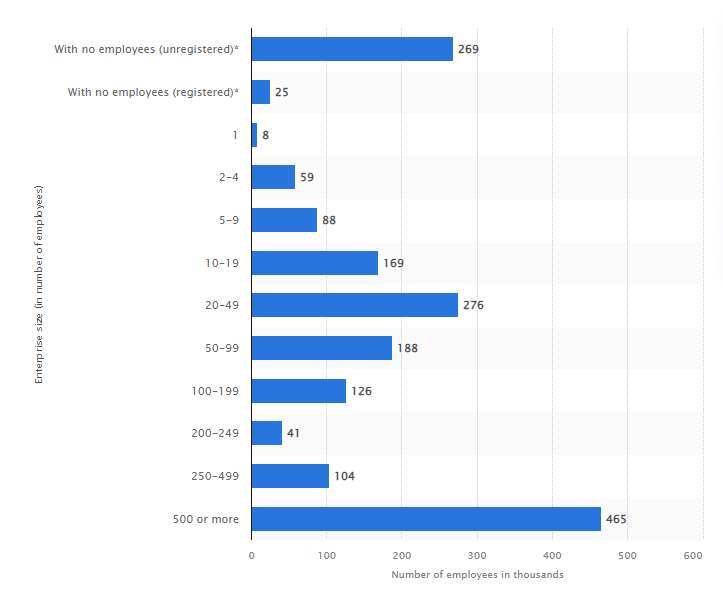 With no employees (unregistered)* 269
With no employees (registered)* 25
1 8
2–4 59
5–9 88
10–19 169
20–49 276
50–99 188
100–199 126
200–249 41
250–499 104
500 or more 465
Enterprise size (in number of employees)
0 100 200 300 400 500 600
Number of employees in thousands